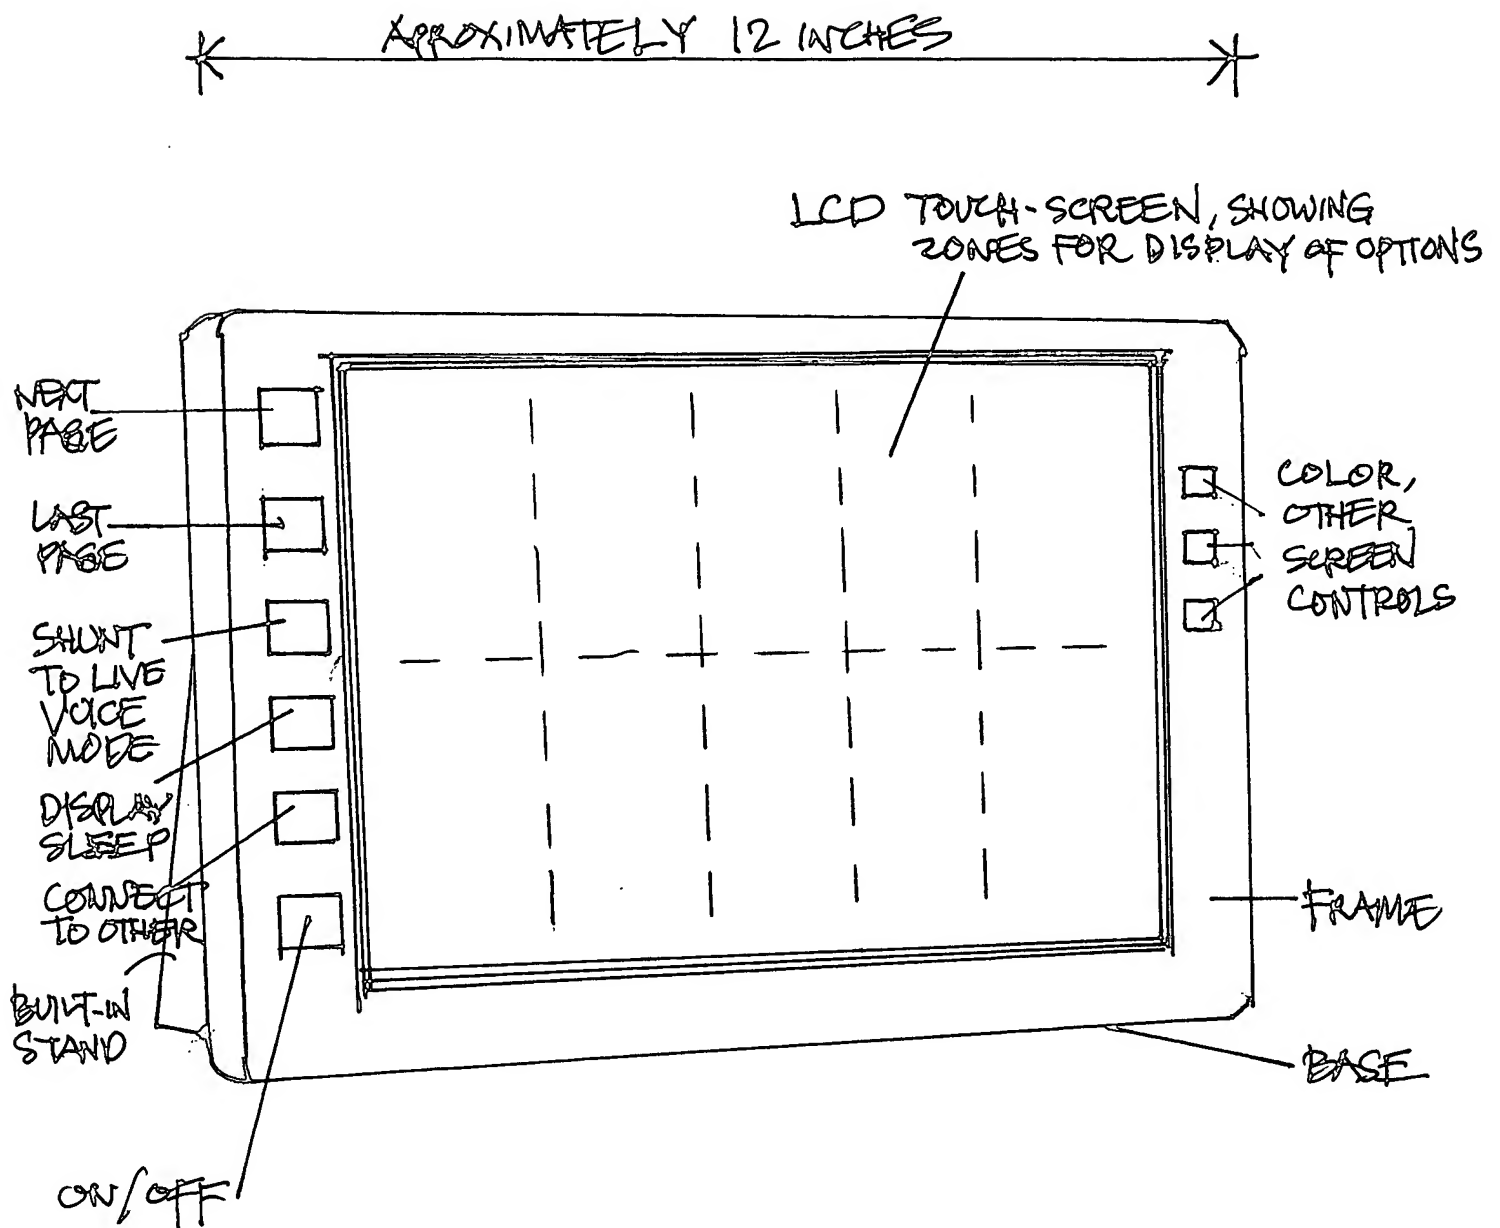 APPROXIMATELY 12 INCHES
LCD TOUCH-SCREEN, SHOWING
ZONES FOR DISPLAY OF OPTIONS
NEXT
PAGE
LAST
PAGE
SHUNT
TO LIVE
VOICE
MODE
DISPLAY
SLEEP
CONNECT
TO OTHER
BUILT-IN
STAND
ON/OFF
COLOR,
OTHER
SCREEN
CONTROLS
FRAME
BASE